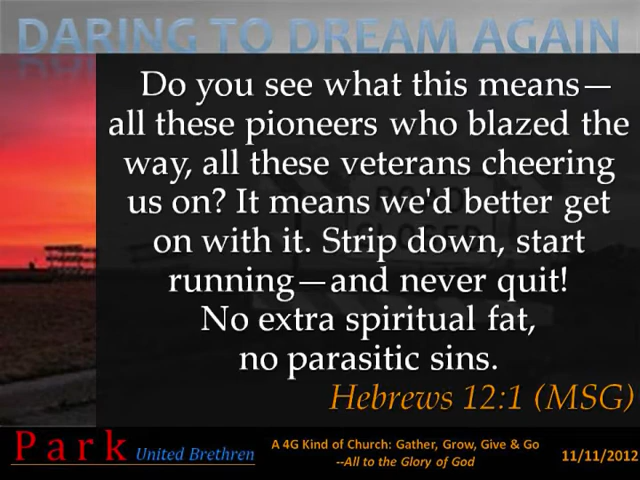 DARING TO DREAM AGAIN
Do you see what this means—
all these pioneers who blazed the
way, all these veterans cheering
us on? It means we'd better get
on with it. Strip down, start
running—and never quit!
No extra spiritual fat,
no parasitic sins.
Hebrews 12:1 (MSG)
Park United Brethren
A 4G Kind of Church: Gather, Grow, Give & Go
--All to the Glory of God
11/11/2012